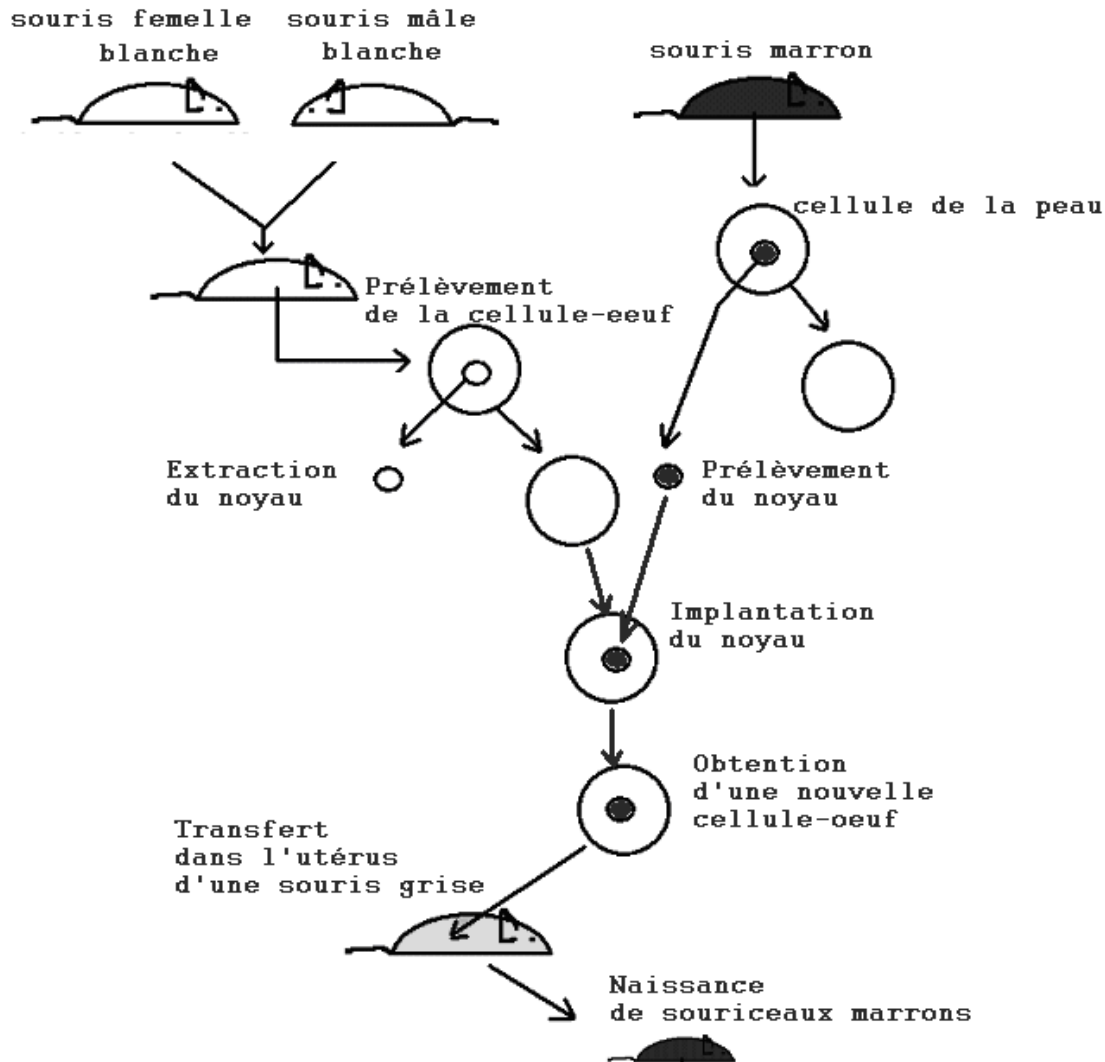 souris femelle
blanche
souris mâle
blanche
souris marron
cellule de la peau
Prélèvement
de la cellule-eeuf
Extraction
du noyau
Prélèvement
du noyau
Implantation
du noyau
Obtention
d'une nouvelle
cellule-oeuf
Transfert
dans l'utérus
d'une souris grise
Naissance
de souriceaux marrons